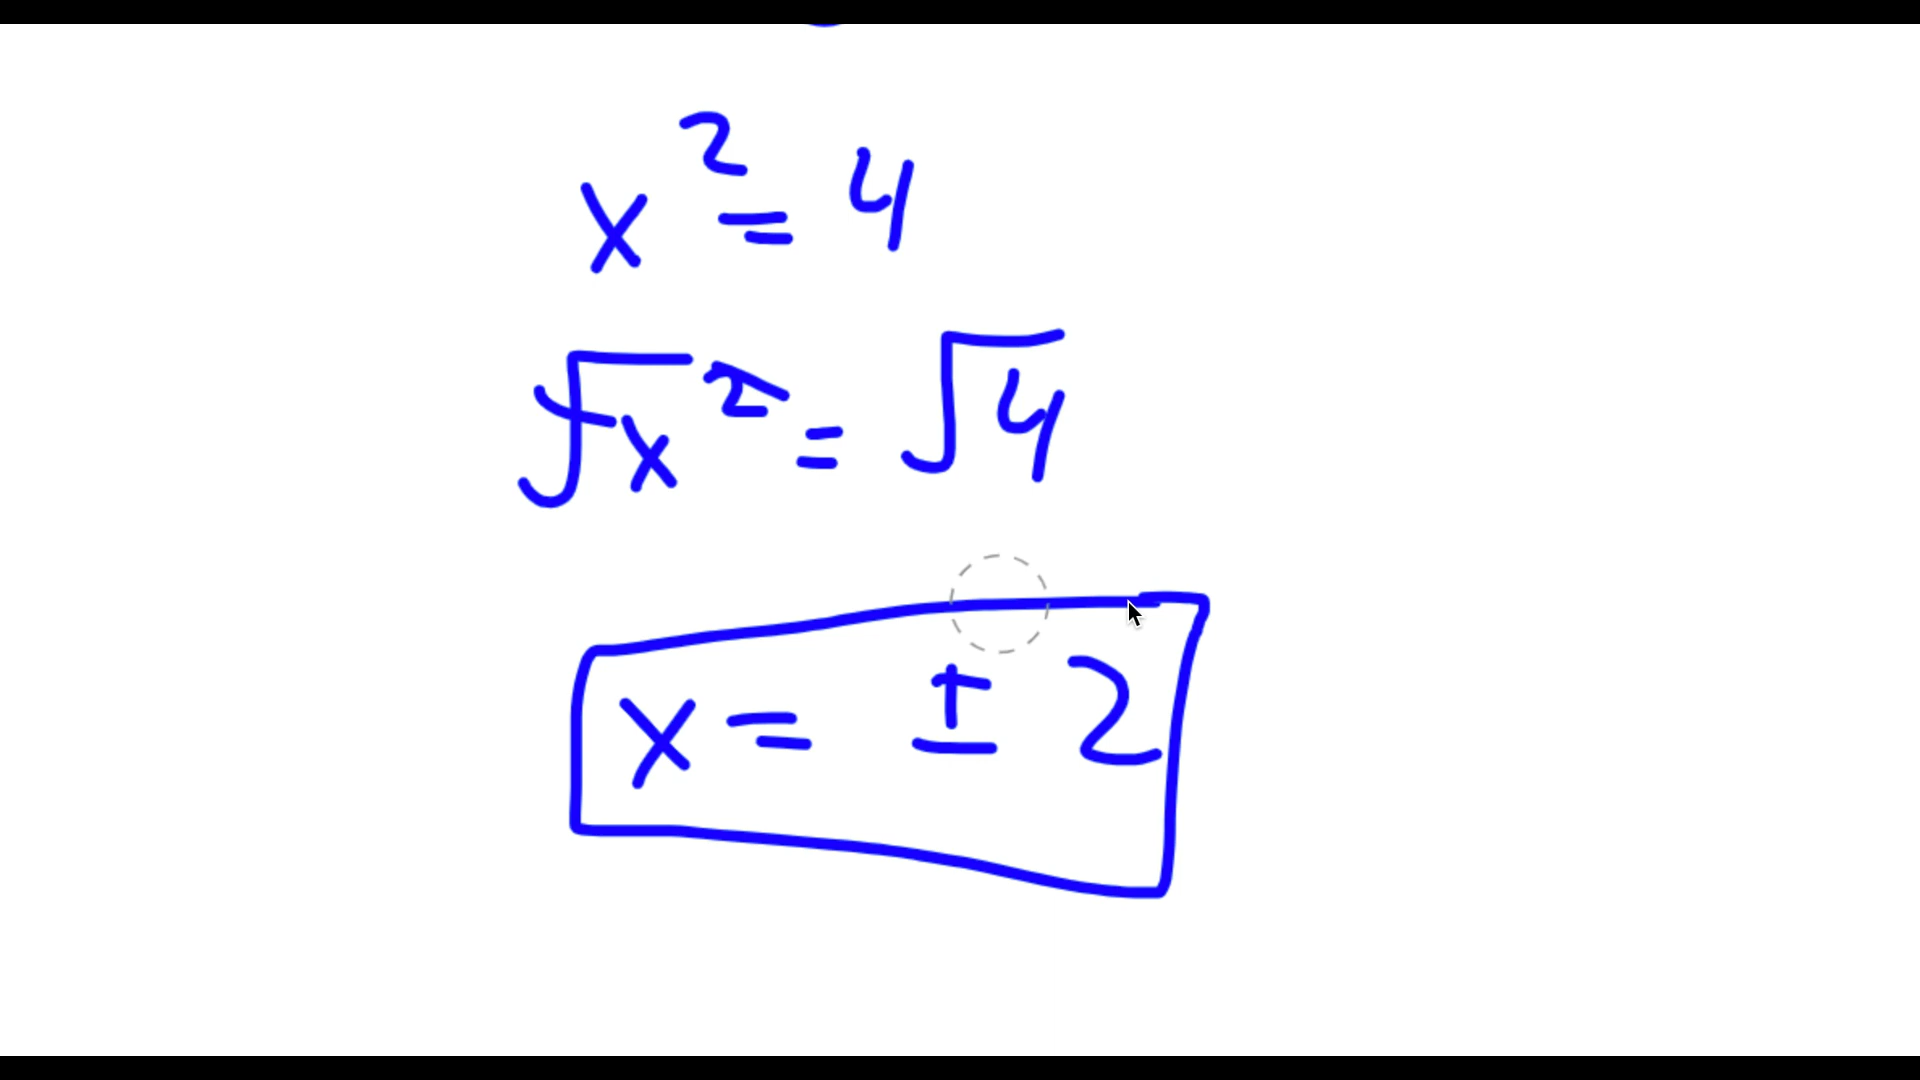 x² = 4
√x² = √4
x = ± 2